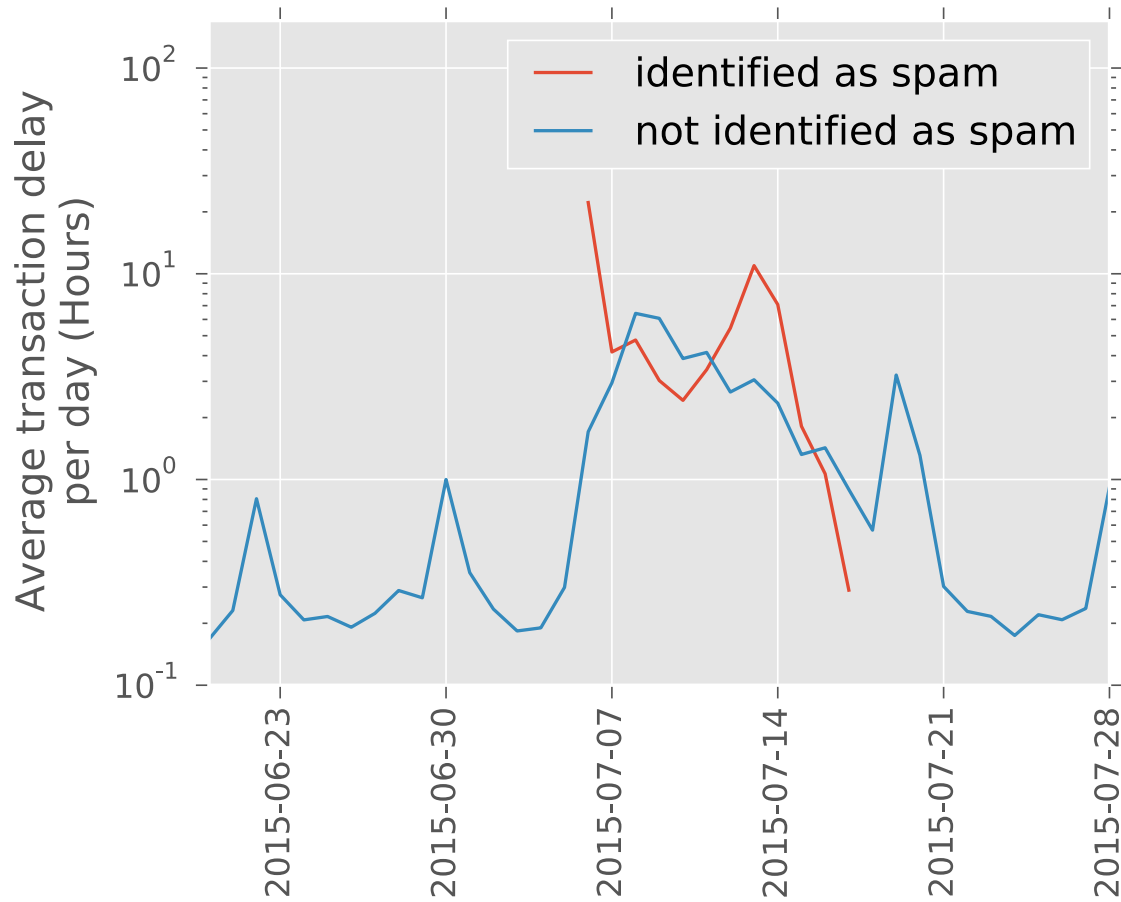 Average transaction delay
per day (Hours)
10^2
10^1
10^0
10^-1
identified as spam
not identified as spam
2015-06-23
2015-06-30
2015-07-07
2015-07-14
2015-07-21
2015-07-28